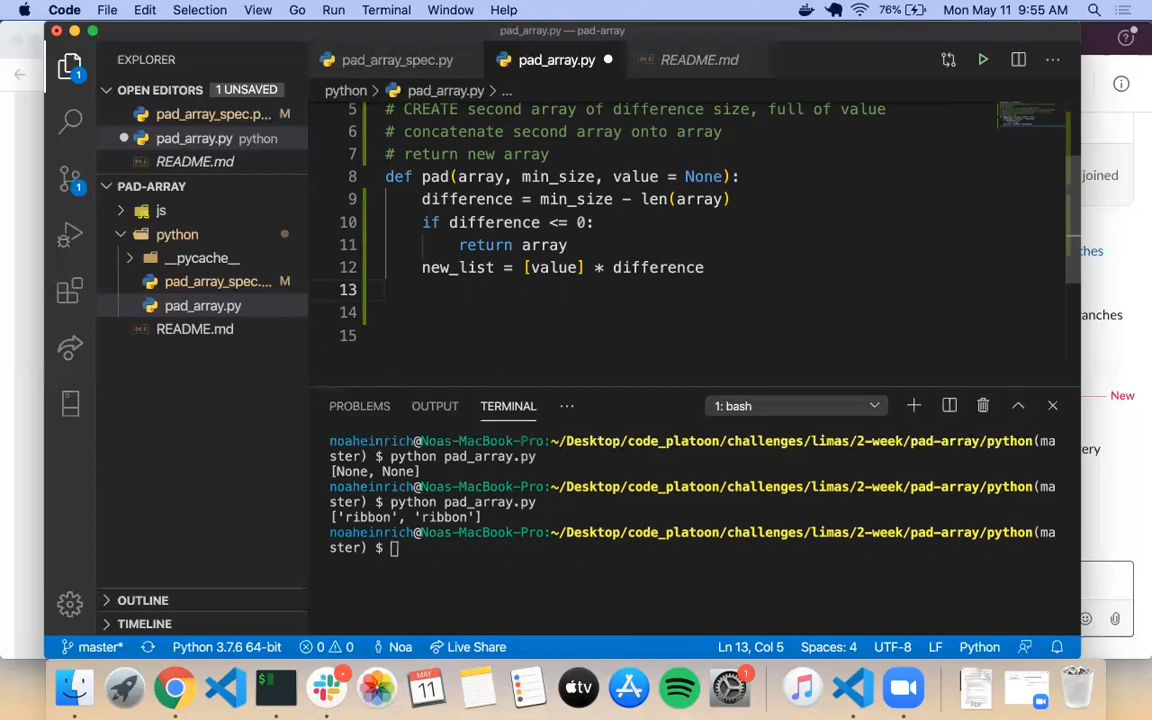 Code File Edit Selection View Go Run Terminal Window Help 76% Mon May 11 9:55 AM
pad_array.py — pad-array
EXPLORER
pad_array_spec.py pad_array.py README.md
OPEN EDITORS 1 UNSAVED
python > pad_array.py > ...
pad_array_spec.p... M
pad_array.py python
README.md
PAD-ARRAY
js
python
__pycache__
pad_array_spec.... M
pad_array.py
README.md
5 # CREATE second array of difference size, full of value
6 # concatenate second array onto array
7 # return new array
8 def pad(array, min_size, value = None):
9 difference = min_size - len(array)
10 if difference <= 0:
11 return array
12 new_list = [value] * difference
13
14
15
PROBLEMS OUTPUT TERMINAL ... 1: bash
noaheinrich@Noas-MacBook-Pro:~/Desktop/code_platoon/challenges/limas/2-week/pad-array/python(ma
ster) $ python pad_array.py
[None, None]
noaheinrich@Noas-MacBook-Pro:~/Desktop/code_platoon/challenges/limas/2-week/pad-array/python(ma
ster) $ python pad_array.py
['ribbon', 'ribbon']
noaheinrich@Noas-MacBook-Pro:~/Desktop/code_platoon/challenges/limas/2-week/pad-array/python(ma
ster) $
OUTLINE
TIMELINE
master* Python 3.7.6 64-bit 0 0 Noa Live Share Ln 13, Col 5 Spaces: 4 UTF-8 LF Python
1
1
joined
New
MAY
11
tv
1
PDF